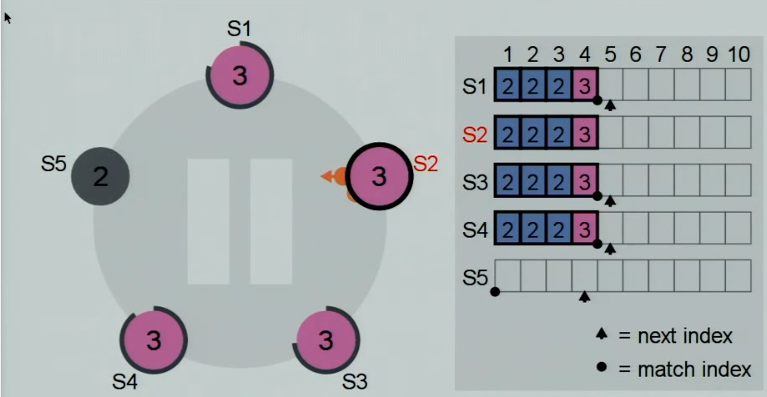 S1
3
S5
2
3
S2
3
S4
3
S3
1 2 3 4 5 6 7 8 9 10
S1 2 2 2 3
S2 2 2 2 3
S3 2 2 2 3
S4 2 2 2 3
S5
= next index
= match index